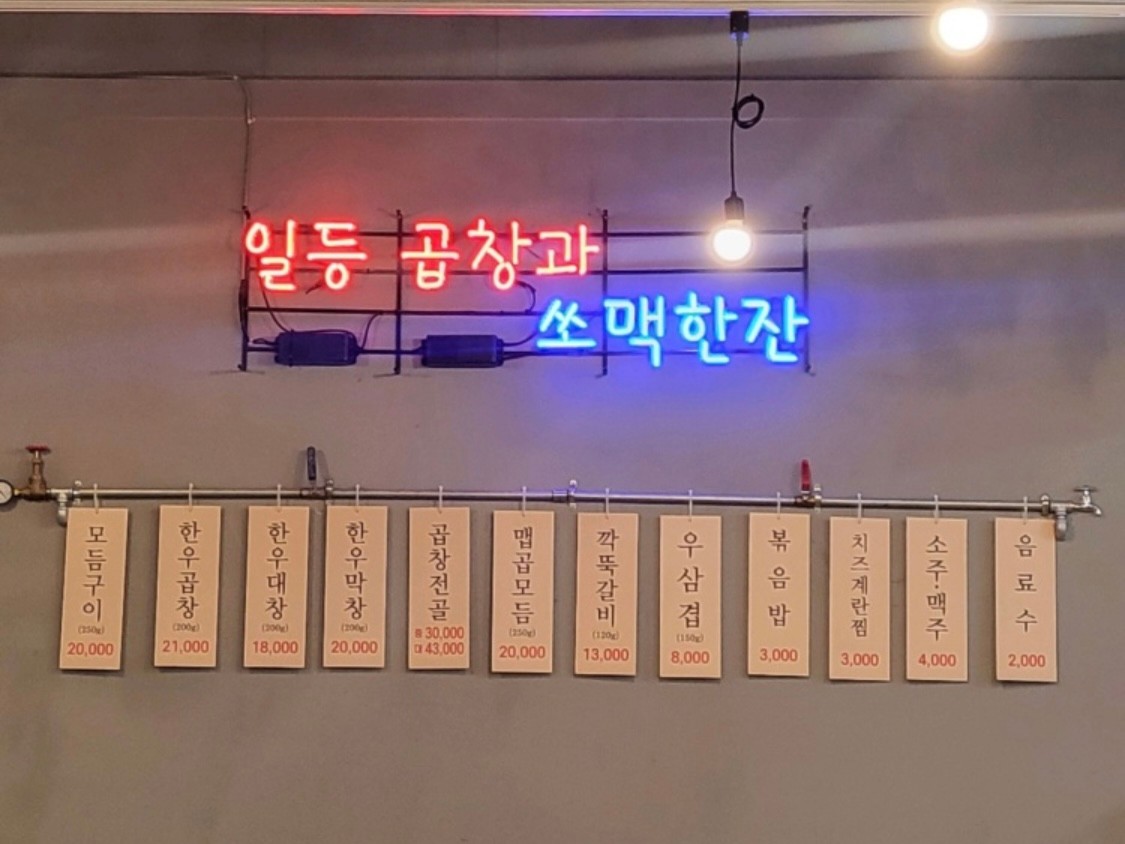 일등 곱창과
쏘맥한잔
모듬구이
(250g)
20,000
한우곱창
(200g)
21,000
한우대창
(200g)
18,000
한우막창
(200g)
20,000
곱창전골
중 30,000
대 43,000
맵곱모듬
(250g)
20,000
깍뚝갈비
(120g)
13,000
우삼겹
(150g)
8,000
볶음밥
3,000
치즈계란찜
3,000
소주·맥주
4,000
음료수
2,000